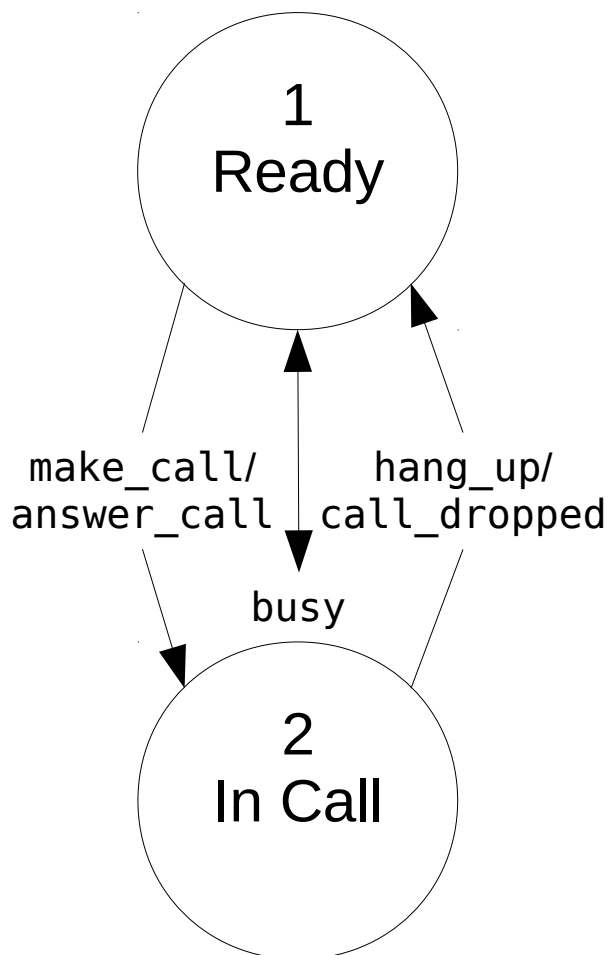 1
Ready
make_call/
answer_call
hang_up/
call_dropped
busy
2
In Call